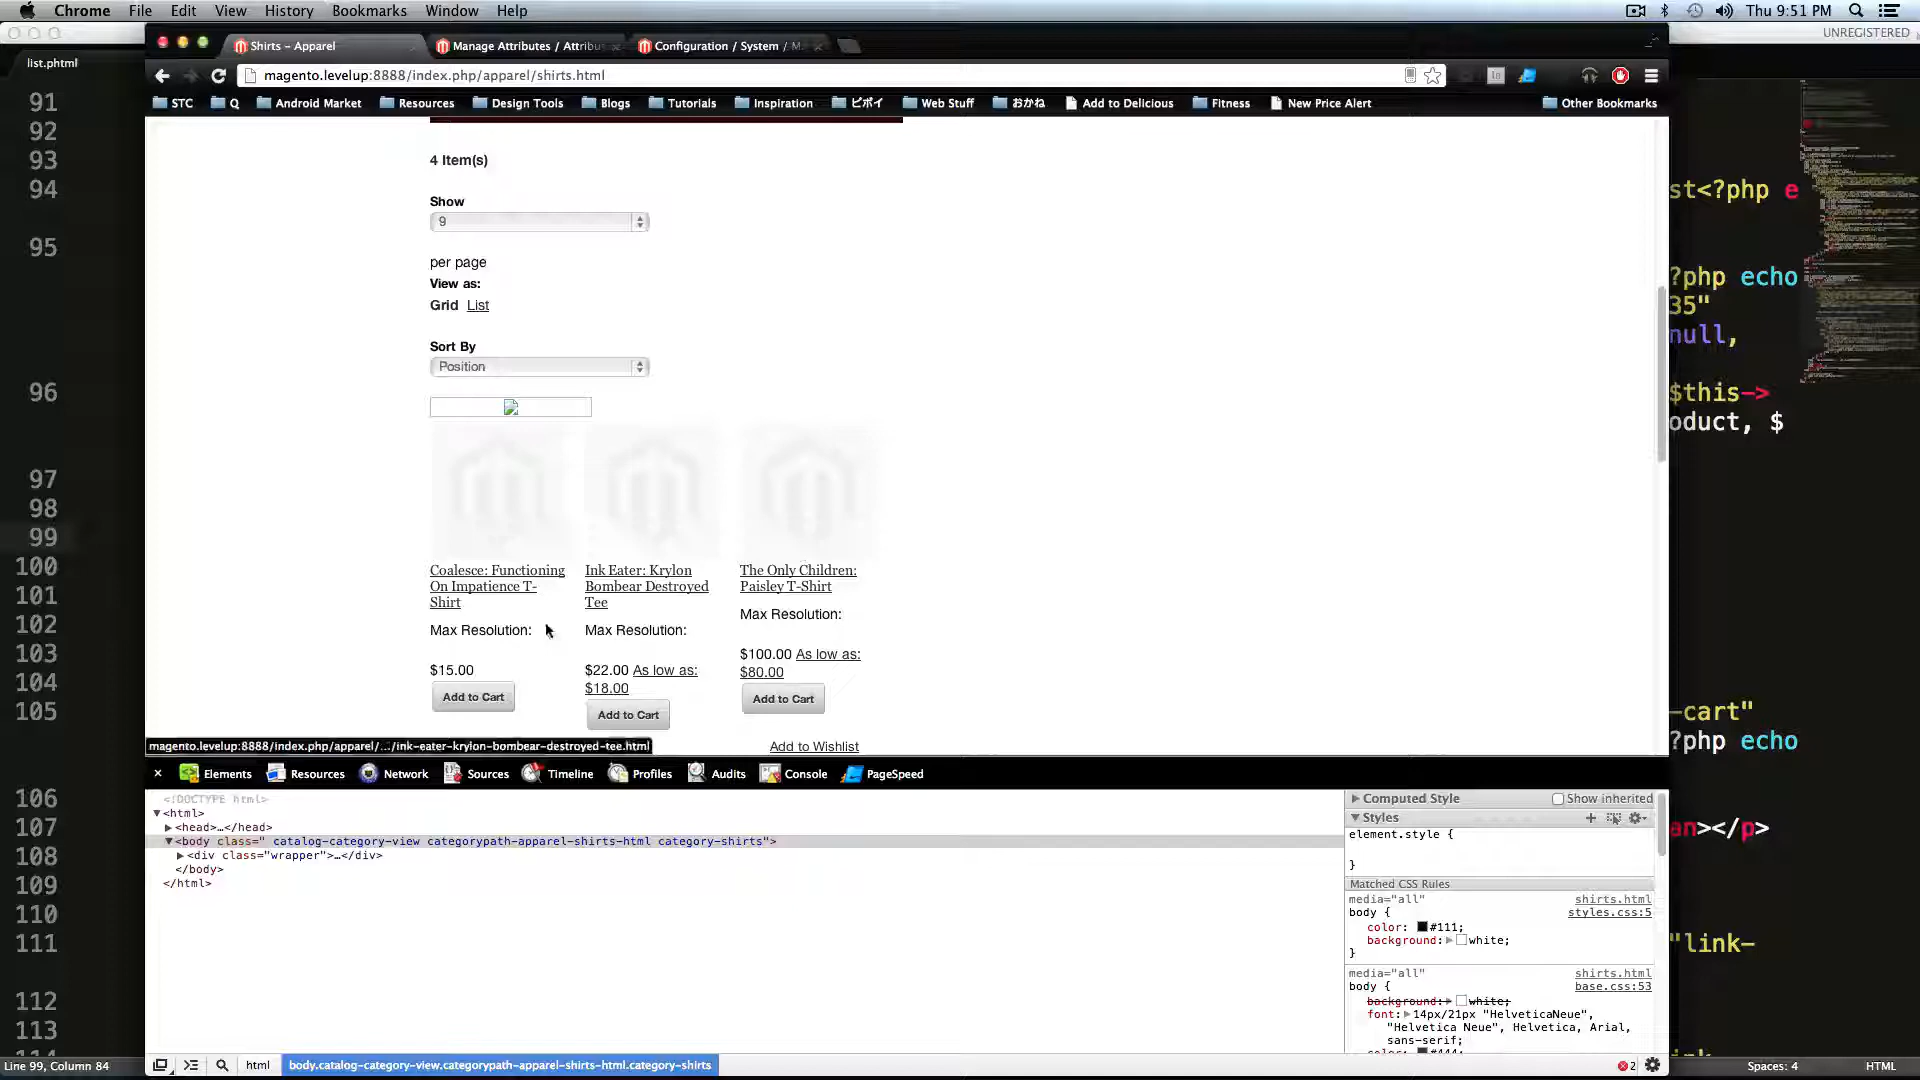 Chrome File Edit View History Bookmarks Window Help Thu 9:51 PM
UNREGISTERED
list.phtml
Shirts – Apparel Manage Attributes / Attribu Configuration / System / M
magento.levelup:8888/index.php/apparel/shirts.html
STC Q Android Market Resources Design Tools Blogs Tutorials Inspiration ビボイ Web Stuff おかね Add to Delicious Fitness New Price Alert Other Bookmarks
91
92
93
94 st<?php e
95
?php echo
35"
null,
96 $this->
oduct, $
97
98
99
100
101
102
103
104
105 -cart"
?php echo
106
107 an></p>
108
109
110
111 "link-
112
113
4 Item(s)
Show
9
per page
View as:
Grid List
Sort By
Position
Coalesce: Functioning
On Impatience T-
Shirt
Max Resolution:
$15.00
Add to Cart
Ink Eater: Krylon
Bombear Destroyed
Tee
Max Resolution:
$22.00 As low as:
$18.00
Add to Cart
The Only Children:
Paisley T-Shirt
Max Resolution:
$100.00 As low as:
$80.00
Add to Cart
Add to Wishlist
magento.levelup:8888/index.php/apparel/.../ink-eater-krylon-bombear-destroyed-tee.html
Elements Resources Network Sources Timeline Profiles Audits Console PageSpeed
<!DOCTYPE html>
<html>
<head>…</head>
<body class=" catalog-category-view categorypath-apparel-shirts-html category-shirts">
<div class="wrapper">…</div>
</body>
</html>
Computed Style Show inherited
Styles
element.style {
}
Matched CSS Rules
media="all" shirts.html
body { styles.css:5
color: #111;
background: white;
}
media="all" shirts.html
body { base.css:53
background: white;
font: 14px/21px "HelveticaNeue",
"Helvetica Neue", Helvetica, Arial,
sans-serif;
color: #444;
html body.catalog-category-view.categorypath-apparel-shirts-html.category-shirts 2
Line 99, Column 84 Spaces: 4 HTML